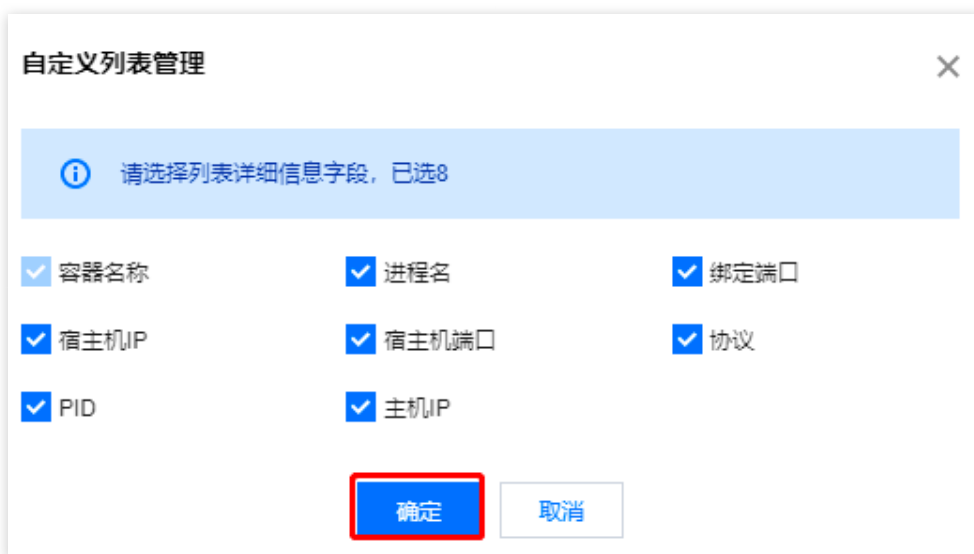 自定义列表管理
请选择列表详细信息字段，已选8
容器名称 进程名 绑定端口
宿主机IP 宿主机端口 协议
PID 主机IP
确定 取消